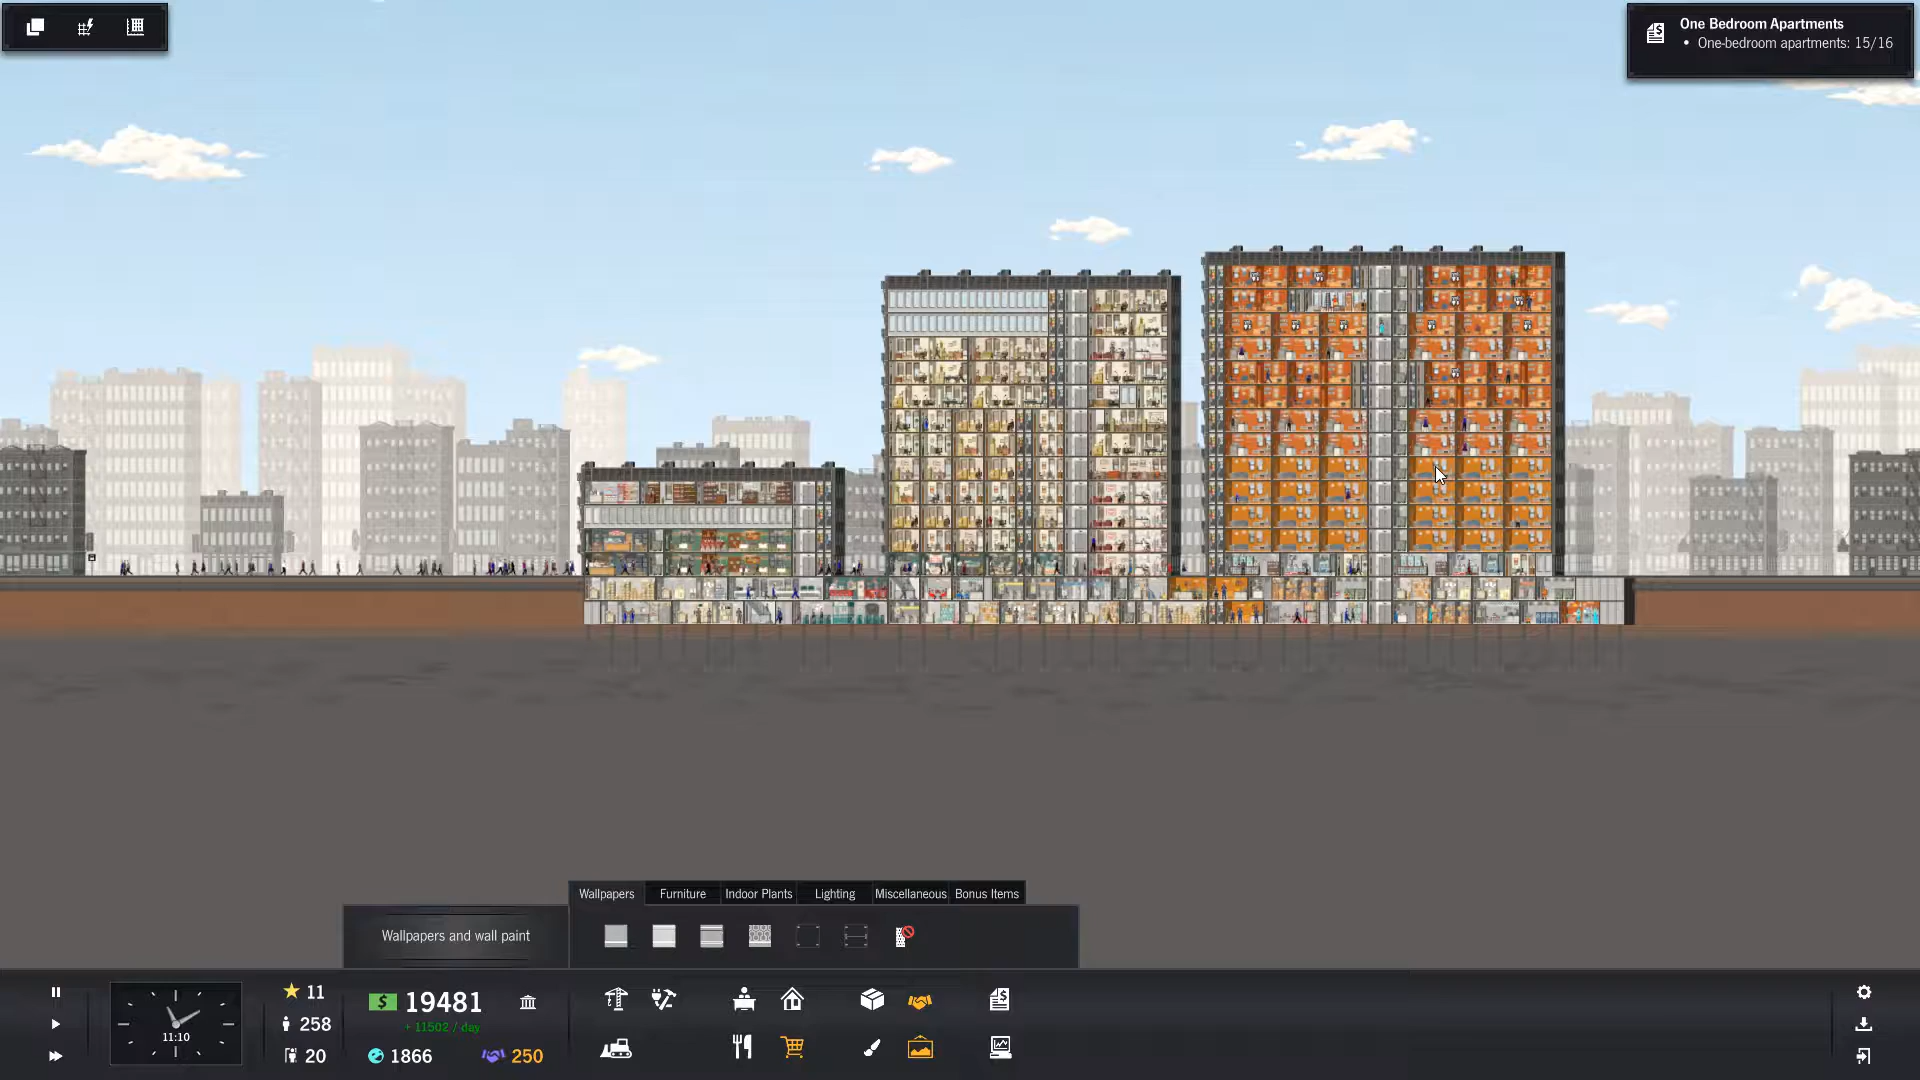 One Bedroom Apartments
• One-bedroom apartments: 15/16
Wallpapers
Furniture
Indoor Plants
Lighting
Miscellaneous
Bonus Items
Wallpapers and wall paint
11:10
11
258
20
$ 19481
+ 11502 / day
1866
250